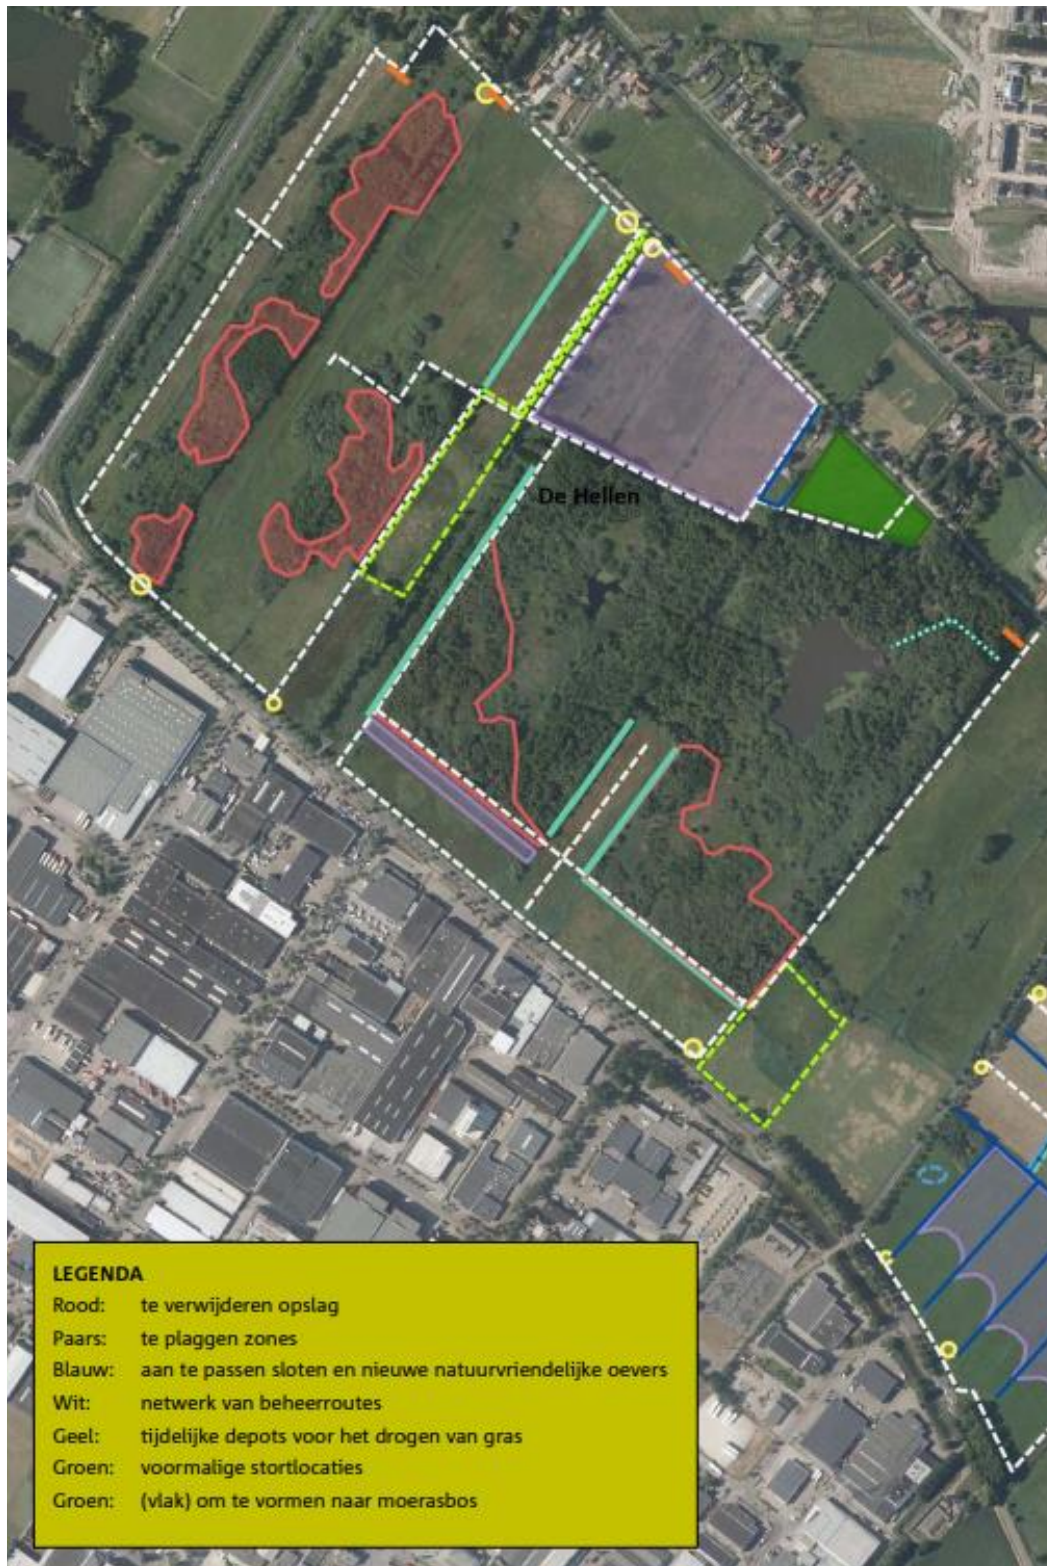 De Hellen
LEGENDA
Rood: te verwijderen opslag
Paars: te plaggen zones
Blauw: aan te passen sloten en nieuwe natuurvriendelijke oevers
Wit: netwerk van beheerroutes
Geel: tijdelijke depots voor het drogen van gras
Groen: voormalige stortlocaties
Groen: (vlak) om te vormen naar moerasbos